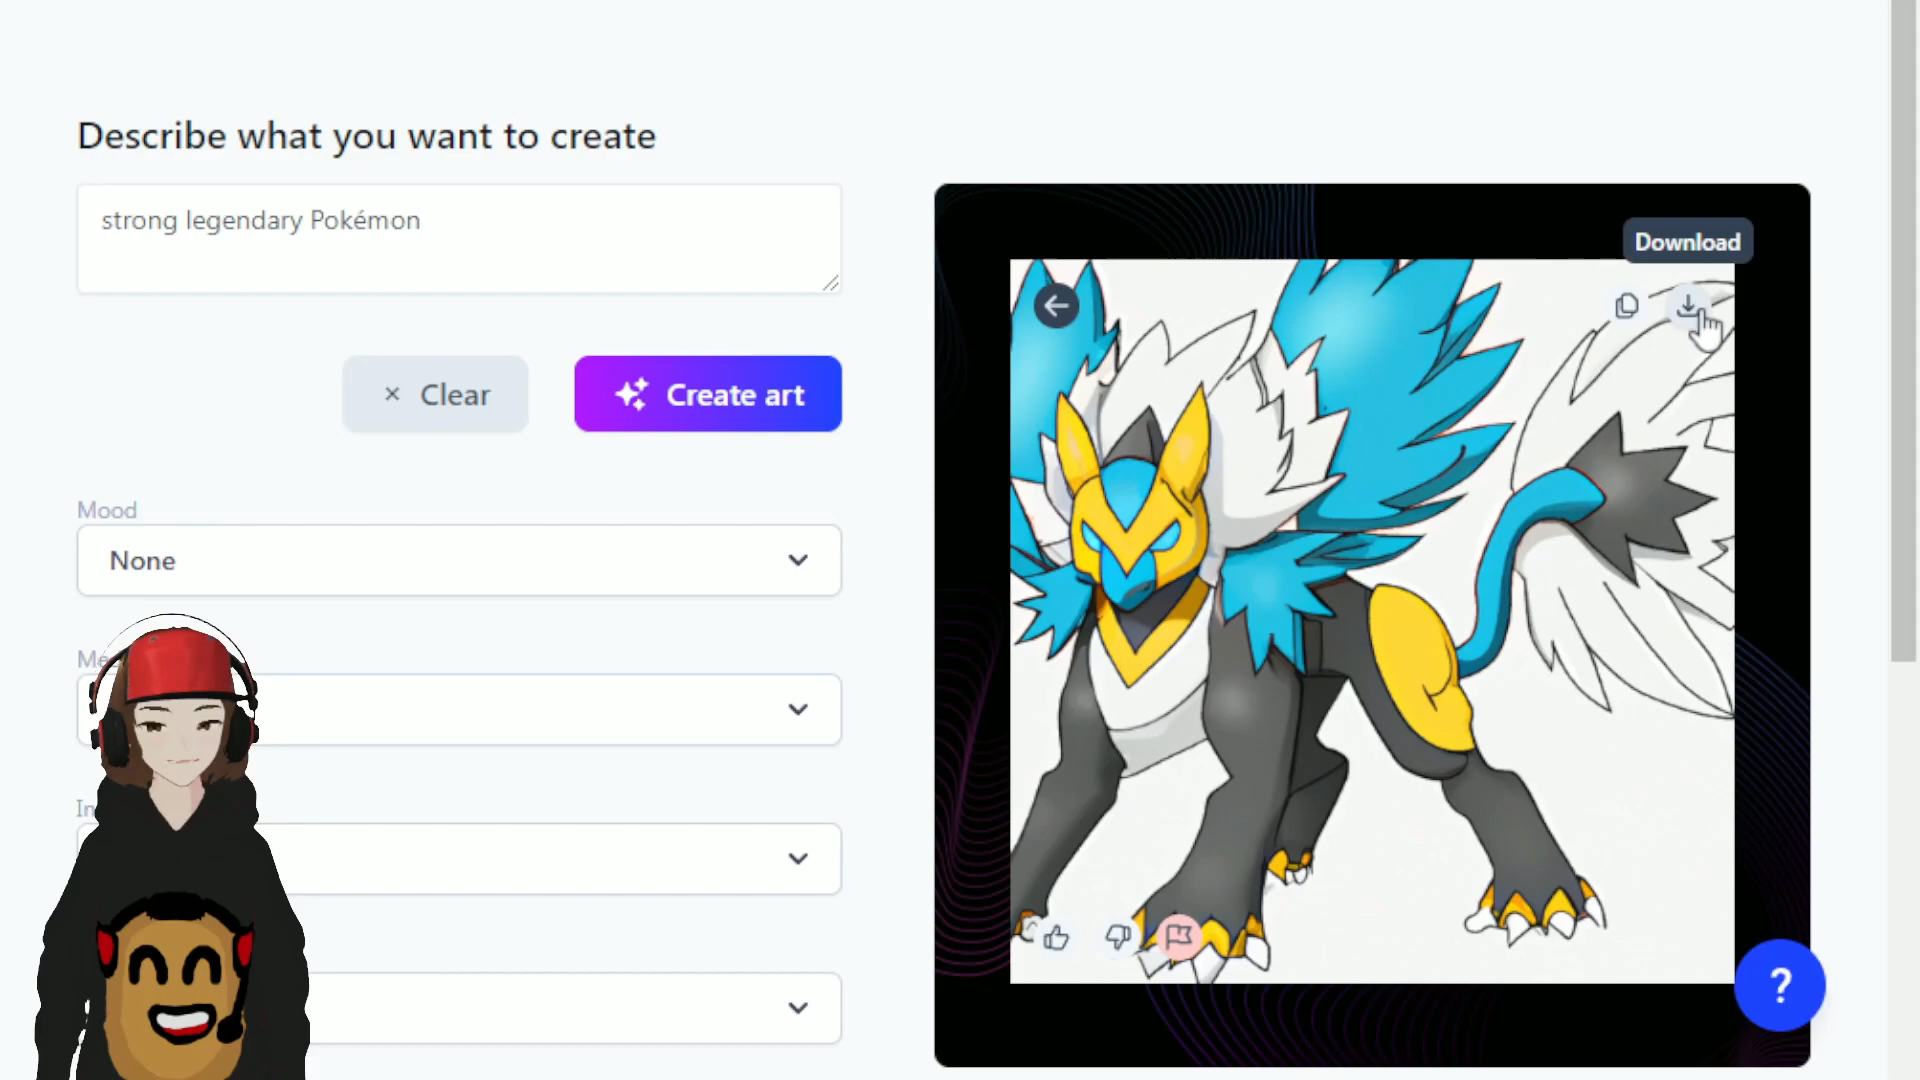 Describe what you want to create
strong legendary Pokémon
Download
× Clear
Create art
Mood
None
?